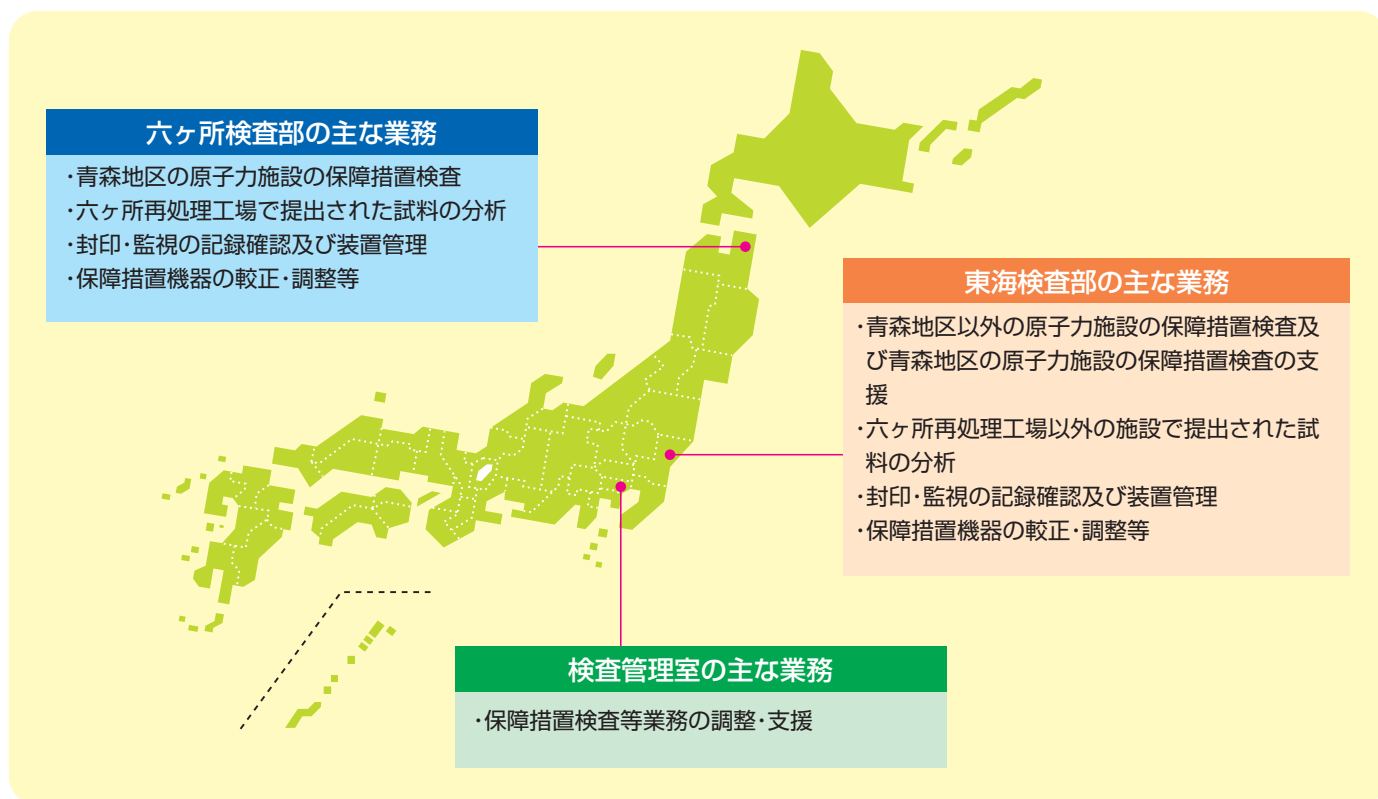 六ヶ所検査部の主な業務
・青森地区の原子力施設の保障措置検査
・六ヶ所再処理工場で提出された試料の分析
・封印・監視の記録確認及び装置管理
・保障措置機器の較正・調整等
東海検査部の主な業務
・青森地区以外の原子力施設の保障措置検査及
び青森地区の原子力施設の保障措置検査の支
援
・六ヶ所再処理工場以外の施設で提出された試
料の分析
・封印・監視の記録確認及び装置管理
・保障措置機器の較正・調整等
検査管理室の主な業務
・保障措置検査等業務の調整・支援